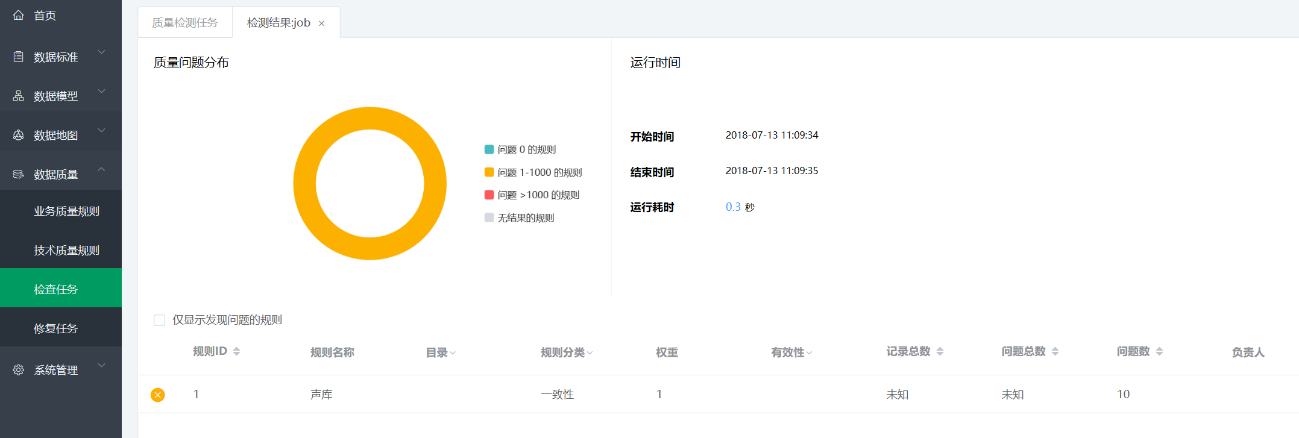 首页
数据标准
数据模型
数据地图
数据质量
业务质量规则
技术质量规则
检查任务
修复任务
系统管理
质量检测任务 检测结果:job ×
质量问题分布
问题 0 的规则
问题 1-1000 的规则
问题 >1000 的规则
无结果的规则
运行时间
开始时间 2018-07-13 11:09:34
结束时间 2018-07-13 11:09:35
运行耗时 0.3 秒
仅显示发现问题的规则
规则ID 规则名称 目录 规则分类 权重 有效性 记录总数 问题总数 问题数 负责人
1 声库 一致性 1 未知 未知 10